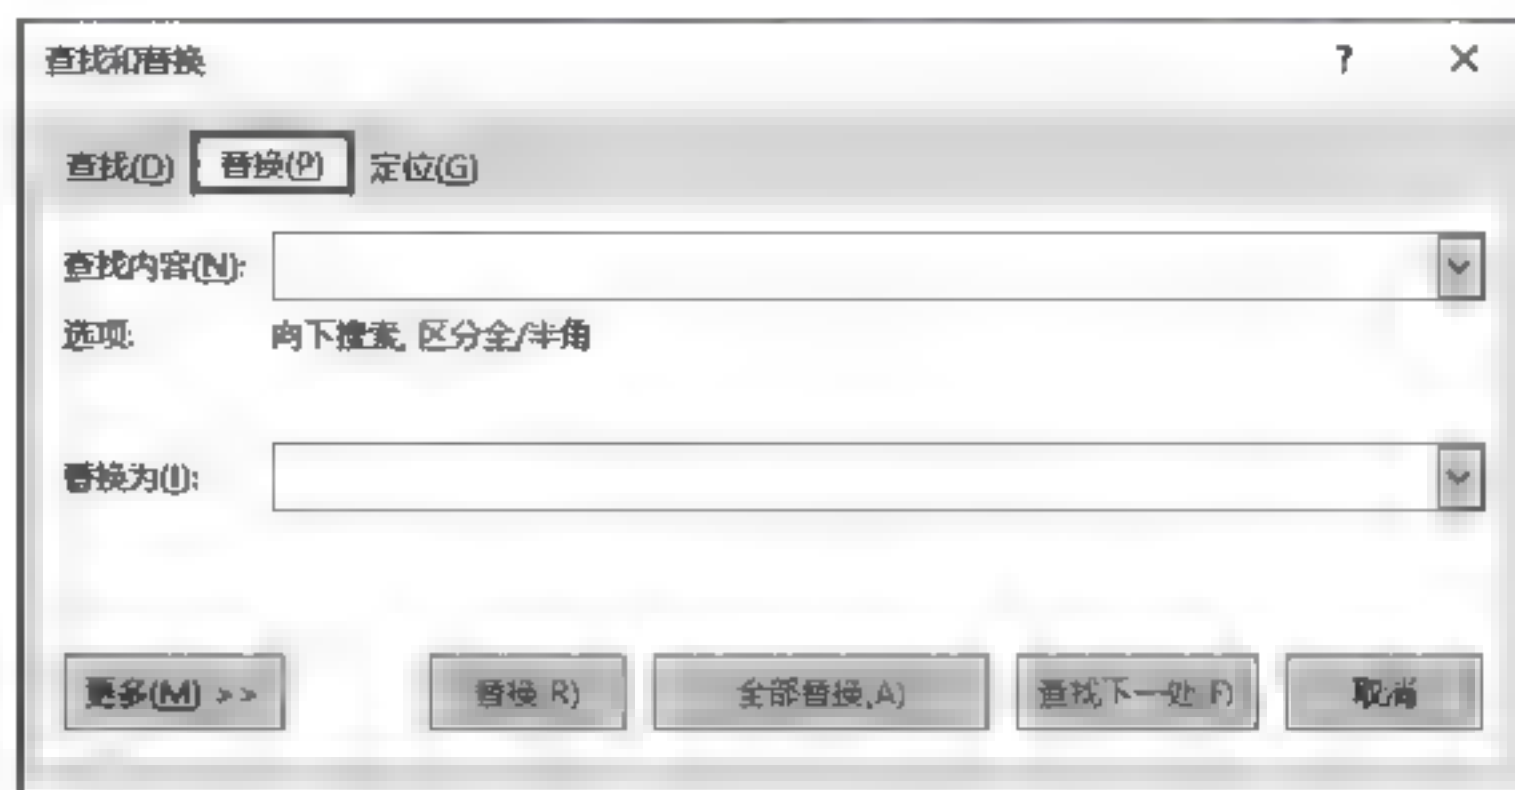 查找和替换 ? ×
查找(D) 替换(P) 定位(G)
查找内容(N):
选项: 向下搜索, 区分全/半角
替换为(I):
更多(M) >> 替换(R) 全部替换(A) 查找下一处(F) 取消